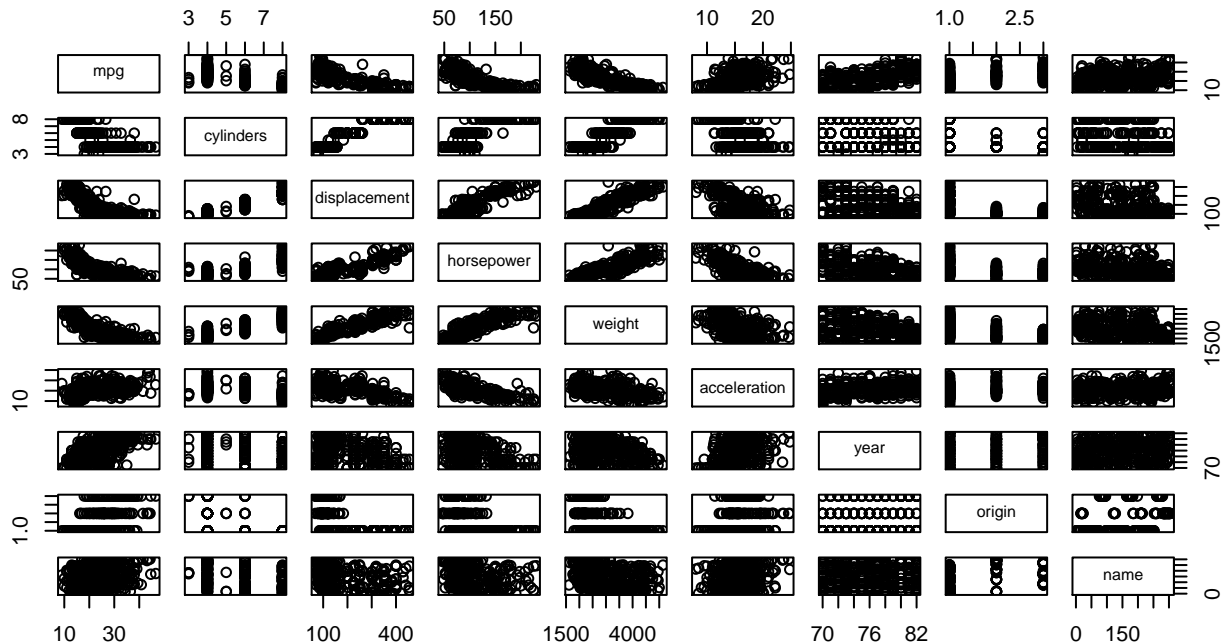 3 5 7
50 150
10 20
1.0 2.5
mpg
10
3 8
cylinders
displacement
100
50
horsepower
weight
1500
10
acceleration
year
70
1.0
origin
name
0
10 30
100 400
1500 4000
70 76 82
0 150